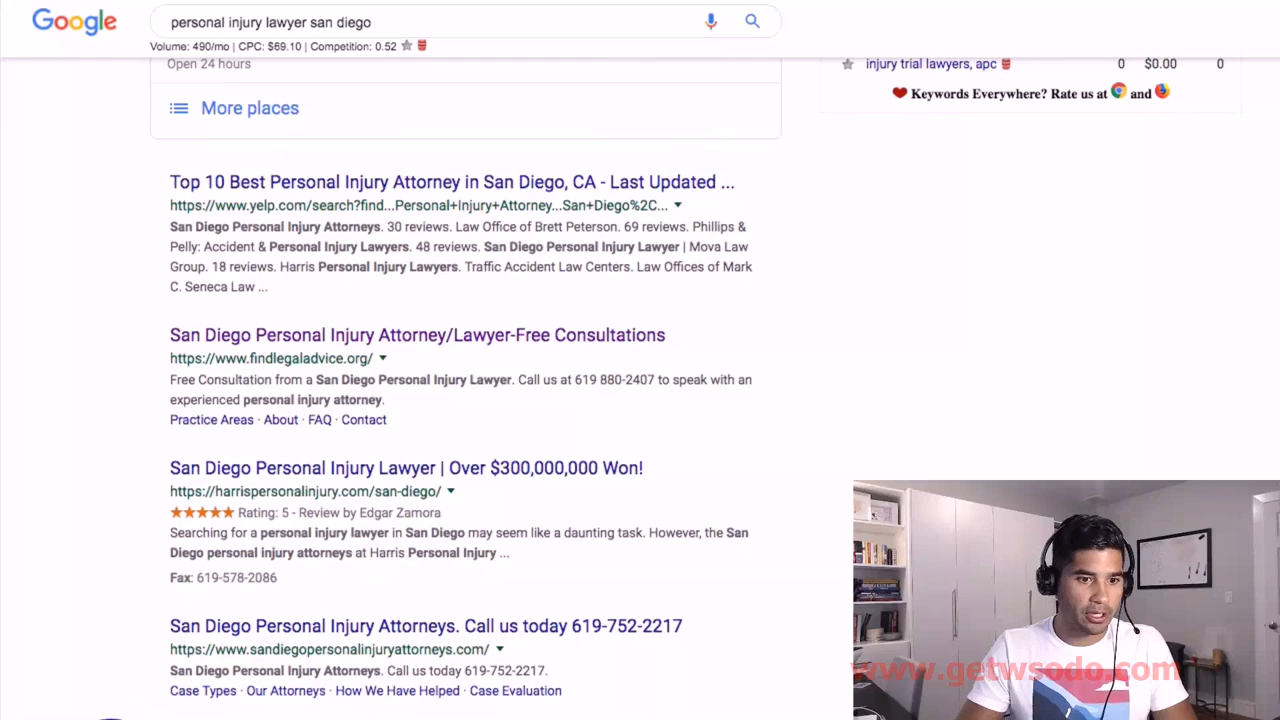 Google
personal injury lawyer san diego
Volume: 490/mo | CPC: $69.10 | Competition: 0.52
Open 24 hours
injury trial lawyers, apc 0 $0.00 0
Keywords Everywhere? Rate us at and
More places
Top 10 Best Personal Injury Attorney in San Diego, CA - Last Updated ...
https://www.yelp.com/search?find...Personal+Injury+Attorney...San+Diego%2C...
San Diego Personal Injury Attorneys. 30 reviews. Law Office of Brett Peterson. 69 reviews. Phillips &
Pelly: Accident & Personal Injury Lawyers. 48 reviews. San Diego Personal Injury Lawyer | Mova Law
Group. 18 reviews. Harris Personal Injury Lawyers. Traffic Accident Law Centers. Law Offices of Mark
C. Seneca Law ...
San Diego Personal Injury Attorney/Lawyer-Free Consultations
https://www.findlegaladvice.org/
Free Consultation from a San Diego Personal Injury Lawyer. Call us at 619 880-2407 to speak with an
experienced personal injury attorney.
Practice Areas · About · FAQ · Contact
San Diego Personal Injury Lawyer | Over $300,000,000 Won!
https://harrispersonalinjury.com/san-diego/
Rating: 5 - Review by Edgar Zamora
Searching for a personal injury lawyer in San Diego may seem like a daunting task. However, the San
Diego personal injury attorneys at Harris Personal Injury ...
Fax: 619-578-2086
San Diego Personal Injury Attorneys. Call us today 619-752-2217
https://www.sandiegopersonalinjuryattorneys.com/
San Diego Personal Injury Attorneys. Call us today 619-752-2217.
Case Types · Our Attorneys · How We Have Helped · Case Evaluation
www.getwsodo.com